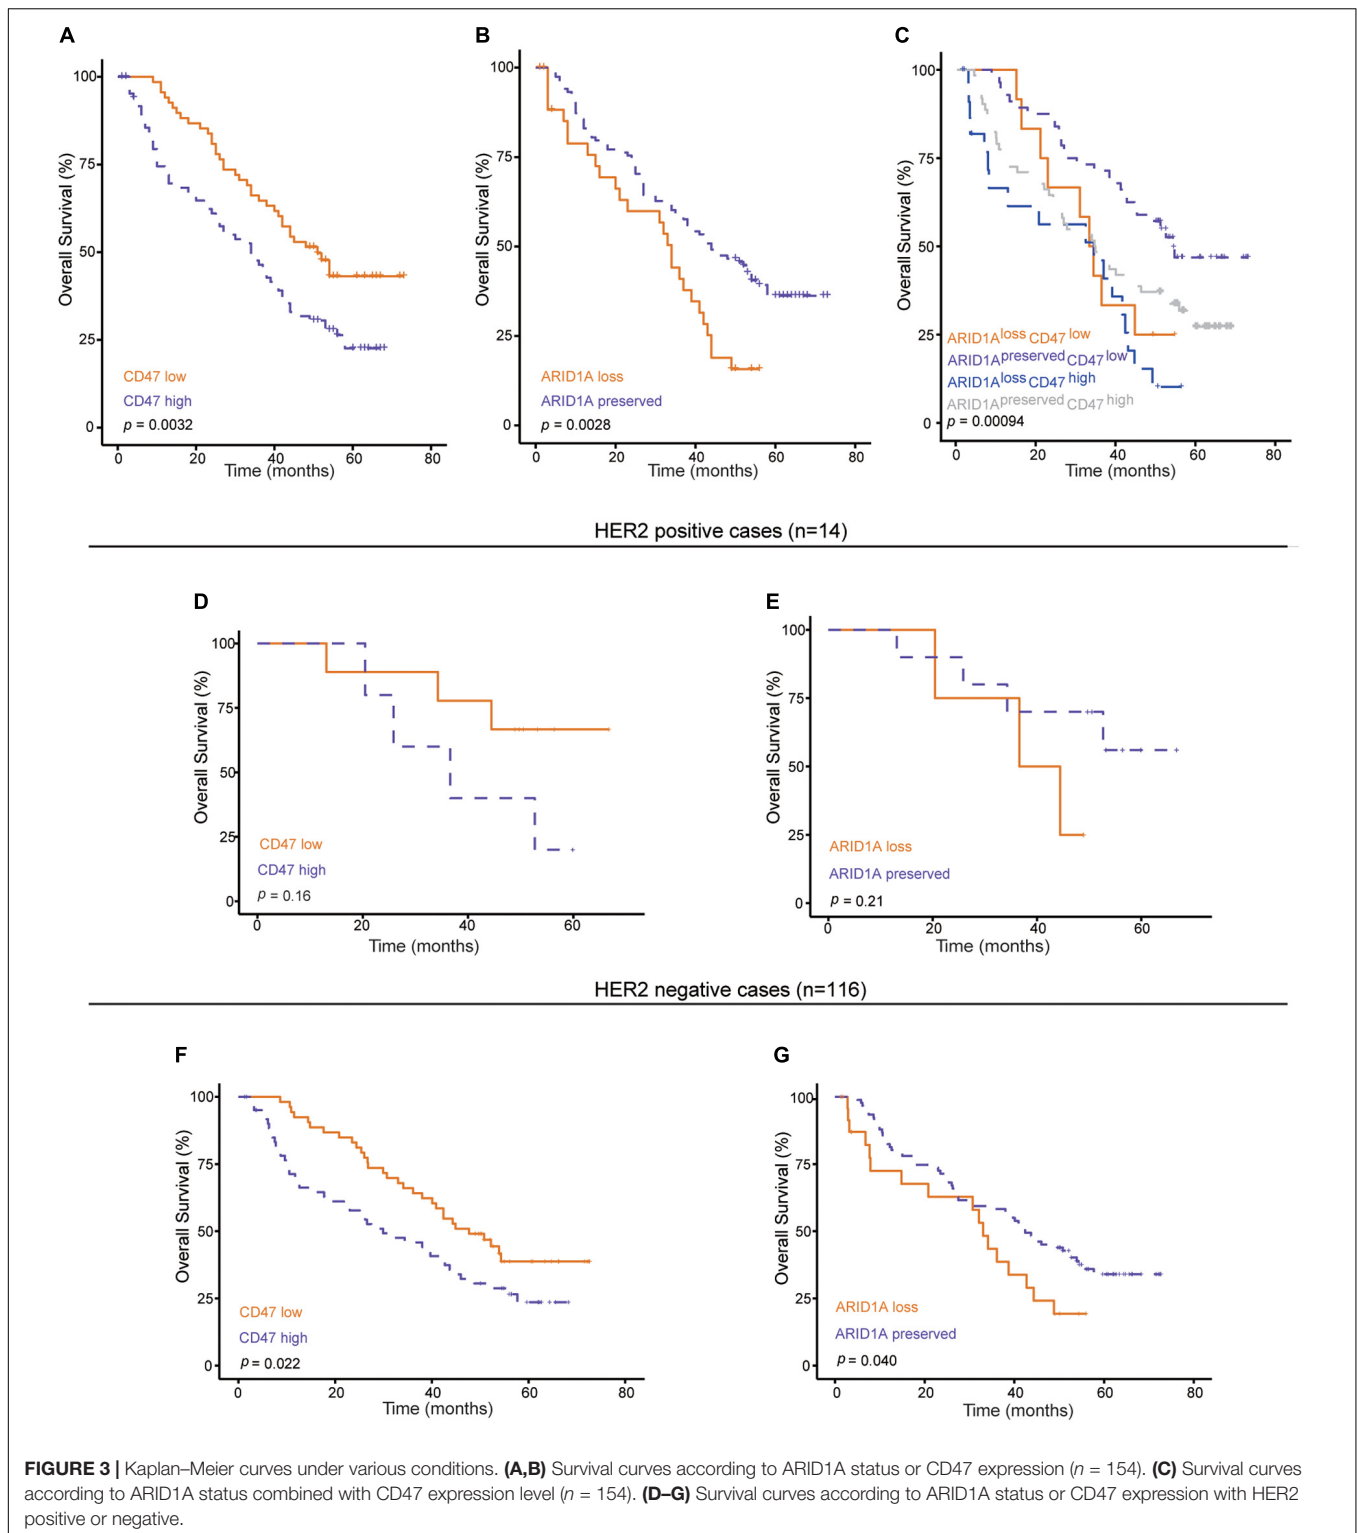 A
B
C
100
75
50
25
0
Overall Survival (%)
CD47 low
CD47 high
p = 0.0032
0 20 40 60 80
Time (months)
100
75
50
25
0
Overall Survival (%)
ARID1A loss
ARID1A preserved
p = 0.0028
0 20 40 60 80
Time (months)
100
75
50
25
0
Overall Survival (%)
ARID1A loss CD47 low
ARID1A preserved CD47 low
ARID1A loss CD47 high
ARID1A preserved CD47 high
p = 0.00094
0 20 40 60 80
Time (months)
HER2 positive cases (n=14)
D
E
100
75
50
25
0
Overall Survival (%)
CD47 low
CD47 high
p = 0.16
0 20 40 60
Time (months)
100
75
50
25
0
Overall Survival (%)
ARID1A loss
ARID1A preserved
p = 0.21
0 20 40 60
Time (months)
HER2 negative cases (n=116)
F
G
100
75
50
25
0
Overall Survival (%)
CD47 low
CD47 high
p = 0.022
0 20 40 60 80
Time (months)
100
75
50
25
0
Overall Survival (%)
ARID1A loss
ARID1A preserved
p = 0.040
0 20 40 60 80
Time (months)
FIGURE 3 | Kaplan–Meier curves under various conditions. (A,B) Survival curves according to ARID1A status or CD47 expression (n = 154). (C) Survival curves
according to ARID1A status combined with CD47 expression level (n = 154). (D–G) Survival curves according to ARID1A status or CD47 expression with HER2
positive or negative.